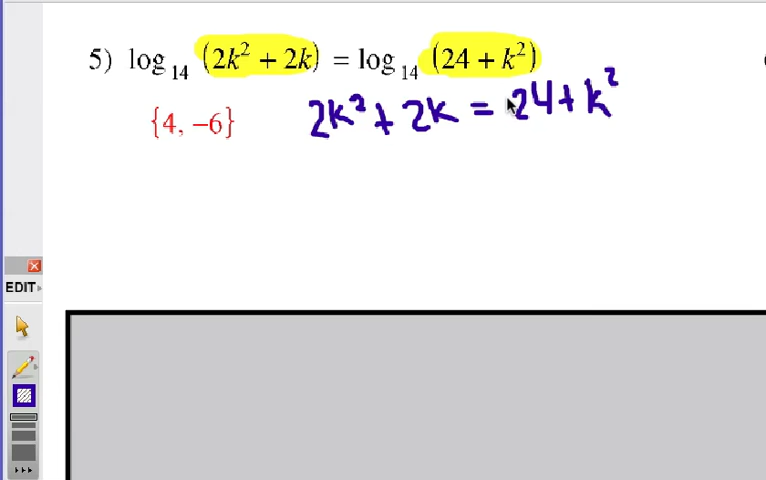 5) log₁₄ (2k² + 2k) = log₁₄ (24 + k²)
{4, −6}
2k² + 2k = 24 + k²
EDIT